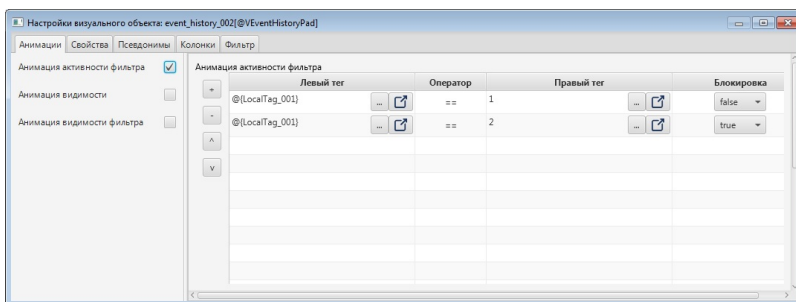 Настройки визуального объекта: event_history_002[@VEventHistoryPad]
Анимации Свойства Псевдонимы Колонки Фильтр
Анимация активности фильтра
Анимация видимости
Анимация видимости фильтра
Анимация активности фильтра
Левый тег Оператор Правый тег Блокировка
+
-
^
v
@{LocalTag_001} ... == 1 ... false
@{LocalTag_001} ... == 2 ... true